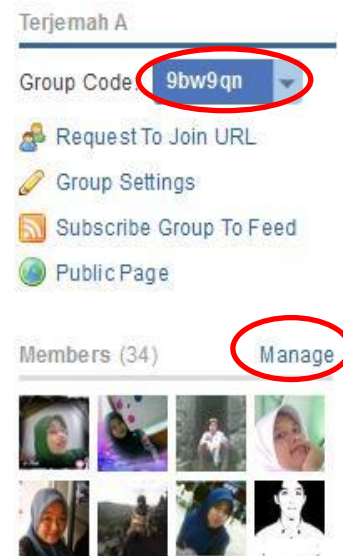 Terjemah A
Group Code: 9bw9qn
Request To Join URL
Group Settings
Subscribe Group To Feed
Public Page
Members (34) Manage